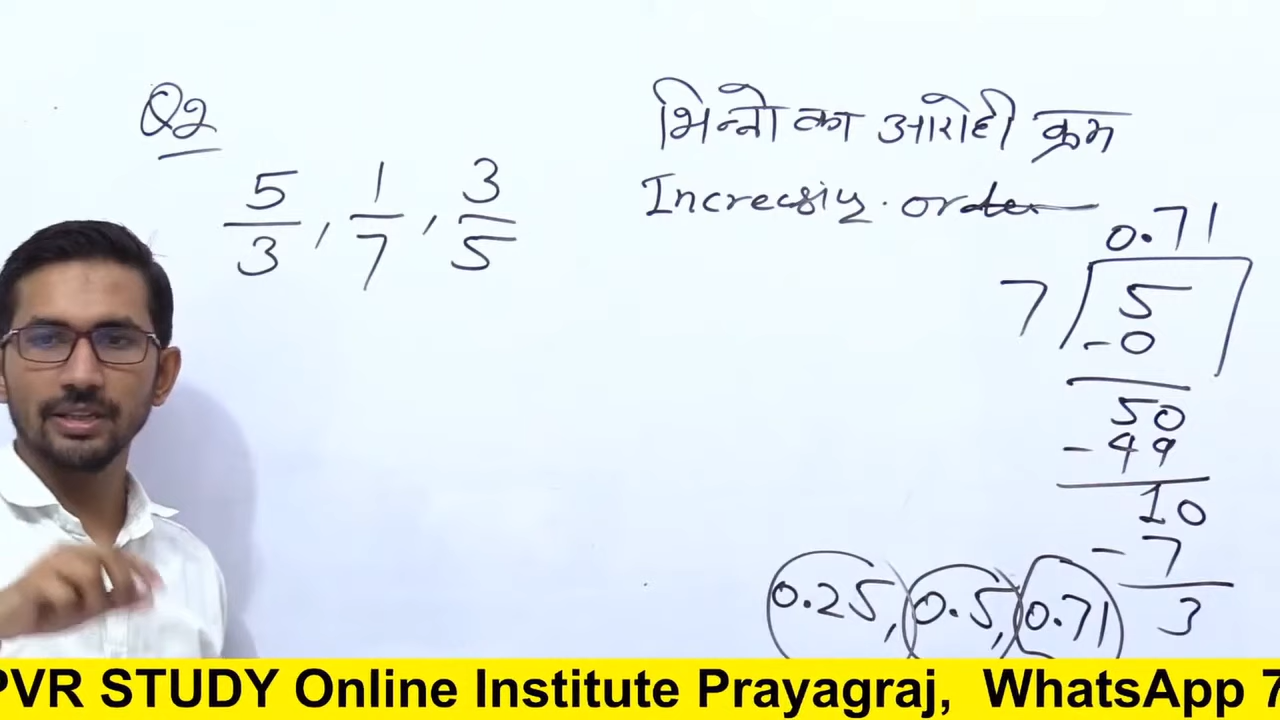 Q2
5/3, 1/7, 3/5
भिन्नो का आरोही क्रम
Increasing order
0.71
7 5
-0
50
-49
10
-7
3
0.25, 0.5, 0.71
PVR STUDY Online Institute Prayagraj, WhatsApp 7